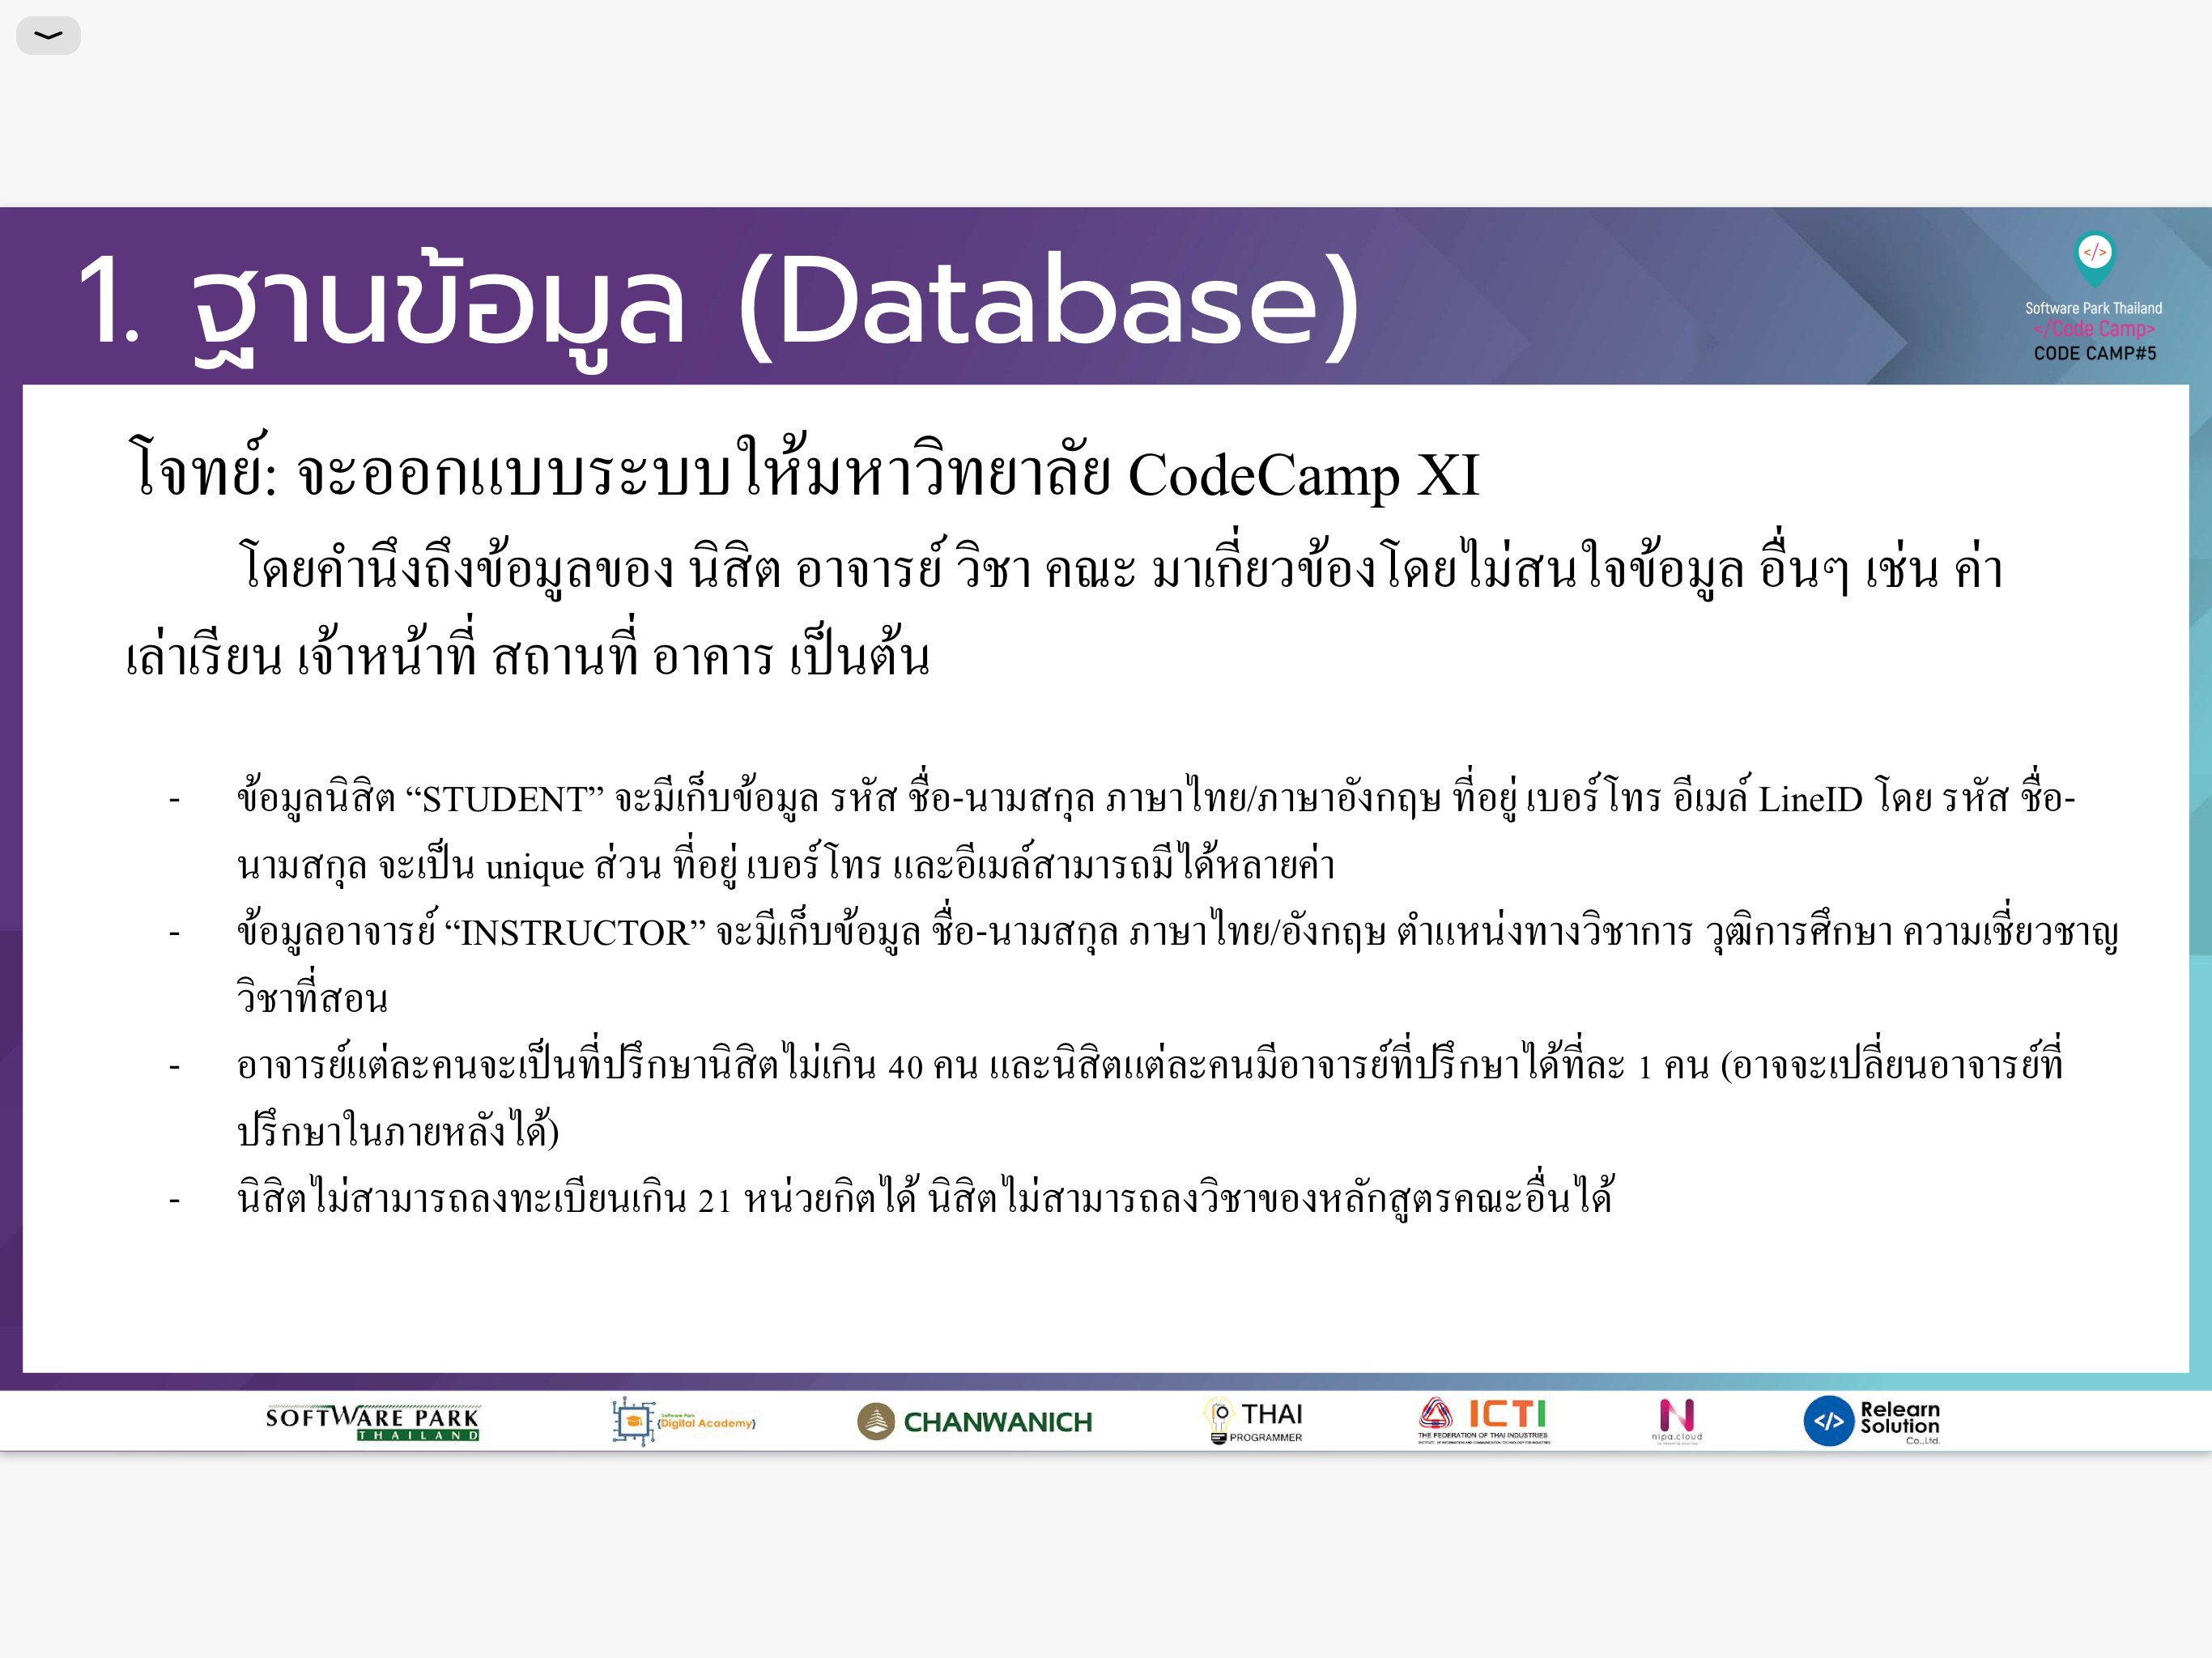 1. ฐานข้อมูล (Database)
</>
Software Park Thailand
</Code Camp>
CODE CAMP#5
โจทย์: จะออกแบบระบบให้มหาวิทยาลัย CodeCamp XI
โดยคำนึงถึงข้อมูลของ นิสิต อาจารย์ วิชา คณะ มาเกี่ยวข้องโดยไม่สนใจข้อมูล อื่นๆ เช่น ค่า
เล่าเรียน เจ้าหน้าที่ สถานที่ อาคาร เป็นต้น
- ข้อมูลนิสิต “STUDENT” จะมีเก็บข้อมูล รหัส ชื่อ-นามสกุล ภาษาไทย/ภาษาอังกฤษ ที่อยู่ เบอร์โทร อีเมล์ LineID โดย รหัส ชื่อ-
นามสกุล จะเป็น unique ส่วน ที่อยู่ เบอร์โทร และอีเมล์สามารถมีได้หลายค่า
- ข้อมูลอาจารย์ “INSTRUCTOR” จะมีเก็บข้อมูล ชื่อ-นามสกุล ภาษาไทย/อังกฤษ ตำแหน่งทางวิชาการ วุฒิการศึกษา ความเชี่ยวชาญ
วิชาที่สอน
- อาจารย์แต่ละคนจะเป็นที่ปรึกษานิสิตไม่เกิน 40 คน และนิสิตแต่ละคนมีอาจารย์ที่ปรึกษาได้ที่ละ 1 คน (อาจจะเปลี่ยนอาจารย์ที่
ปรึกษาในภายหลังได้)
- นิสิตไม่สามารถลงทะเบียนเกิน 21 หน่วยกิตได้ นิสิตไม่สามารถลงวิชาของหลักสูตรคณะอื่นได้
SOFTWARE PARK
THAILAND
Software Park
{Digital Academy}
CHANWANICH
THAI
PROGRAMMER
ICTI
THE FEDERATION OF THAI INDUSTRIES
N
nipa.cloud
</>
Relearn
Solution
Co.,Ltd.